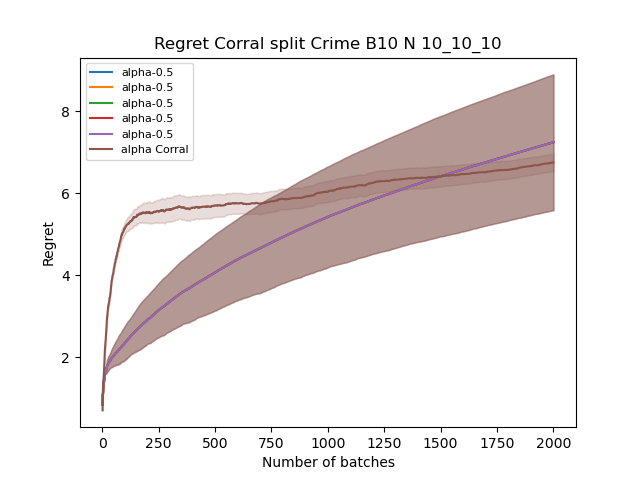 Regret Corral split Crime B10 N 10_10_10
alpha-0.5
alpha-0.5
alpha-0.5
alpha-0.5
alpha-0.5
alpha Corral
8
6
4
2
Regret
0 250 500 750 1000 1250 1500 1750 2000
Number of batches